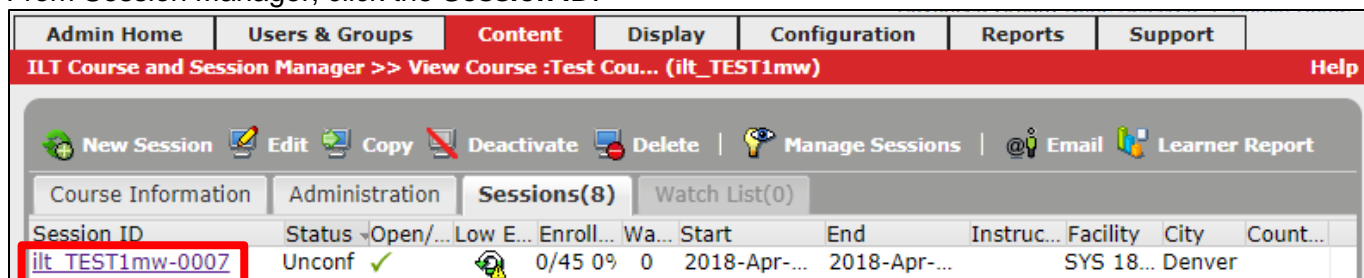 From Session Manager, click the Session ID.
Admin Home Users & Groups Content Display Configuration Reports Support
ILT Course and Session Manager >> View Course :Test Cou... (ilt_TEST1mw) Help
New Session Edit Copy Deactivate Delete | Manage Sessions | Email Learner Report
Course Information Administration Sessions(8) Watch List(0)
Session ID Status Open/... Low E... Enroll... Wa... Start End Instruc... Facility City Count...
ilt_TEST1mw-0007 Unconf 0/45 0% 0 2018-Apr-... 2018-Apr-... SYS 18... Denver